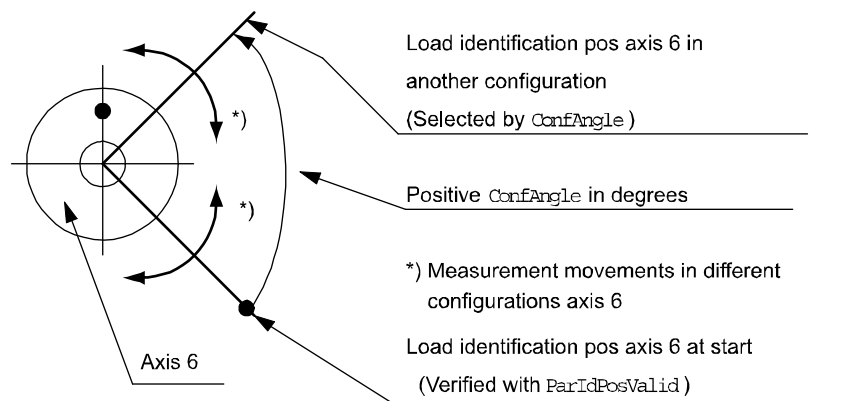 Load identification pos axis 6 in
another configuration
(Selected by ConfAngle)
*)
Positive ConfAngle in degrees
*)
*) Measurement movements in different
configurations axis 6
Load identification pos axis 6 at start
Axis 6
(Verified with ParIdPosValid)